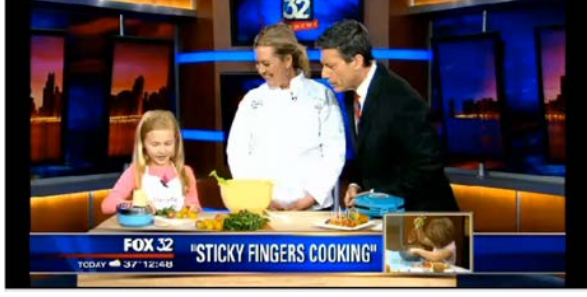 32
NEWS
FOX 32
TODAY 37° 12:48
"STICKY FINGERS COOKING"